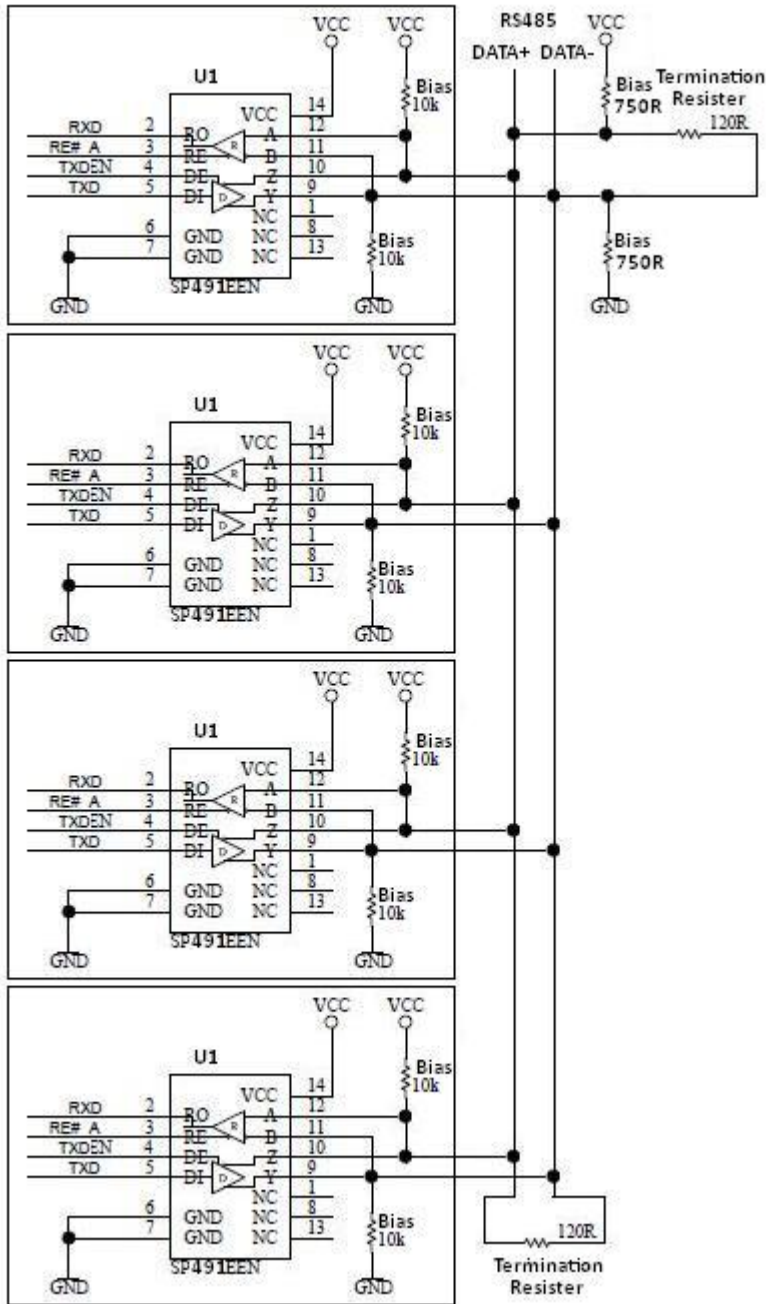 VCC VCC RS485 VCC
DATA+ DATA-
U1 Bias 10k Bias 750R Termination Resister
120R
VCC 14
RXD 2 RO R A 12
RE# A 3 RE B 11
TXDEN 4 DE Z 10
TXD 5 DI D Y 9
NC 1
6 GND NC 8
7 GND NC 13
Bias 10k
Bias 750R
SP491EEN
GND GND GND
VCC VCC
U1 Bias 10k
VCC 14
RXD 2 RO R A 12
RE# A 3 RE B 11
TXDEN 4 DE Z 10
TXD 5 DI D Y 9
NC 1
6 GND NC 8
7 GND NC 13
Bias 10k
SP491EEN
GND GND
VCC VCC
U1 Bias 10k
VCC 14
RXD 2 RO R A 12
RE# A 3 RE B 11
TXDEN 4 DE Z 10
TXD 5 DI D Y 9
NC 1
6 GND NC 8
7 GND NC 13
Bias 10k
SP491EEN
GND GND
VCC VCC
U1 Bias 10k
VCC 14
RXD 2 RO R A 12
RE# A 3 RE B 11
TXDEN 4 DE Z 10
TXD 5 DI D Y 9
NC 1
6 GND NC 8
7 GND NC 13
Bias 10k
120R
Termination
Resister
SP491EEN
GND GND